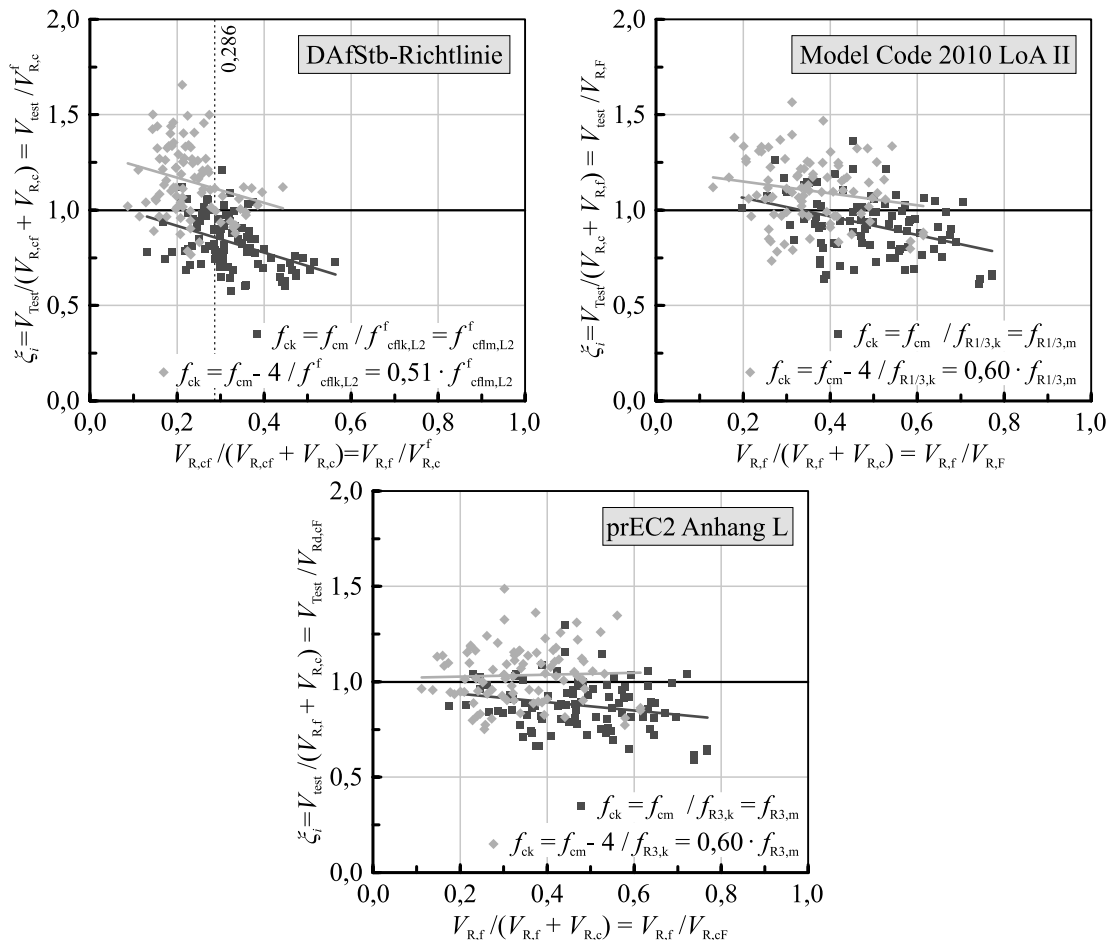 DAfStb-Richtlinie
0,286
2,0
1,5
1,0
0,5
0,0
ξi=VTest/(VR,cf + VR,c) = Vtest/V^fR,c
fck = fcm / f^fcflk,L2 = f^fcflm,L2
fck = fcm- 4 / f^fcflk,L2 = 0,51 · f^fcflm,L2
0,0 0,2 0,4 0,6 0,8 1,0
VR,cf /(VR,cf + VR,c)=VR,f /V^fR,c
Model Code 2010 LoA II
2,0
1,5
1,0
0,5
0,0
ξi=VTest/(VR,c+ VR,f) = Vtest /VR,F
fck = fcm / fR1/3,k = fR1/3,m
fck = fcm- 4 / fR1/3,k = 0,60 · fR1/3,m
0,0 0,2 0,4 0,6 0,8 1,0
VR,f /(VR,f + VR,c) = VR,f /VR,F
prEC2 Anhang L
2,0
1,5
1,0
0,5
0,0
ξi=Vtest /(VR,f + VR,c) = VTest /VRd,cF
fck = fcm / fR3,k = fR3,m
fck = fcm- 4 / fR3,k = 0,60 · fR3,m
0,0 0,2 0,4 0,6 0,8 1,0
VR,f /(VR,f + VR,c) = VR,f /VR,cF